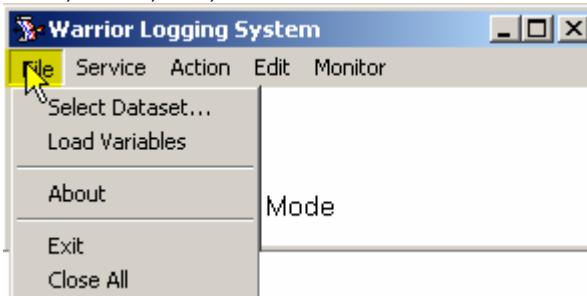 Warrior Logging System
File Service Action Edit Monitor
Select Dataset...
Load Variables
About
Mode
Exit
Close All